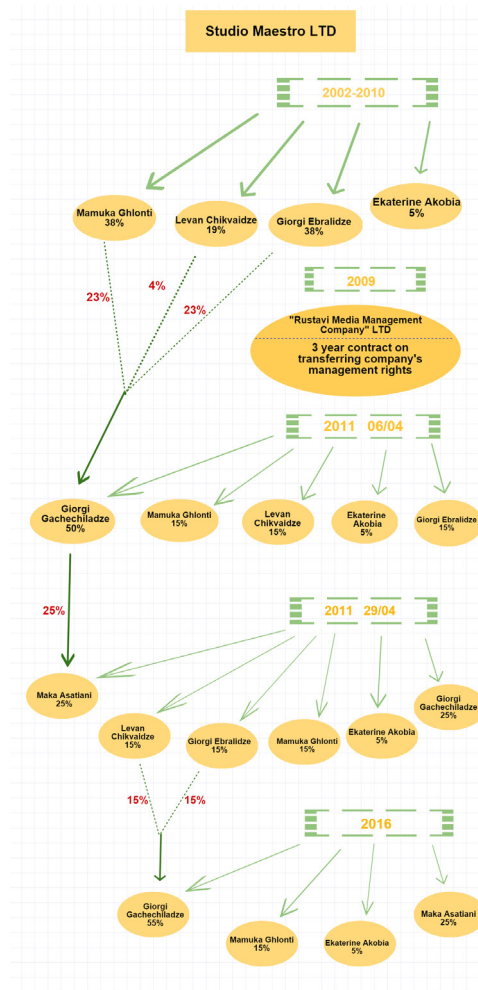 Studio Maestro LTD
2002-2010
Mamuka Ghlonti
38%
Levan Chikvaidze
19%
Giorgi Ebralidze
38%
Ekaterine Akobia
5%
23%
4%
23%
2009
"Rustavi Media Management
Company" LTD
3 year contract on
transferring company's
management rights
2011 06/04
Giorgi
Gachechiladze
50%
Mamuka Ghlonti
15%
Levan
Chikvaidze
15%
Ekaterine
Akobia
5%
Giorgi Ebralidze
15%
25%
2011 29/04
Maka Asatiani
25%
Levan
Chikvaidze
15%
Giorgi Ebralidze
15%
Mamuka Ghlonti
15%
Ekaterine Akobia
5%
Giorgi
Gachechiladze
25%
15%
15%
2016
Giorgi
Gachechiladze
55%
Mamuka Ghlonti
15%
Ekaterine Akobia
5%
Maka Asatiani
25%